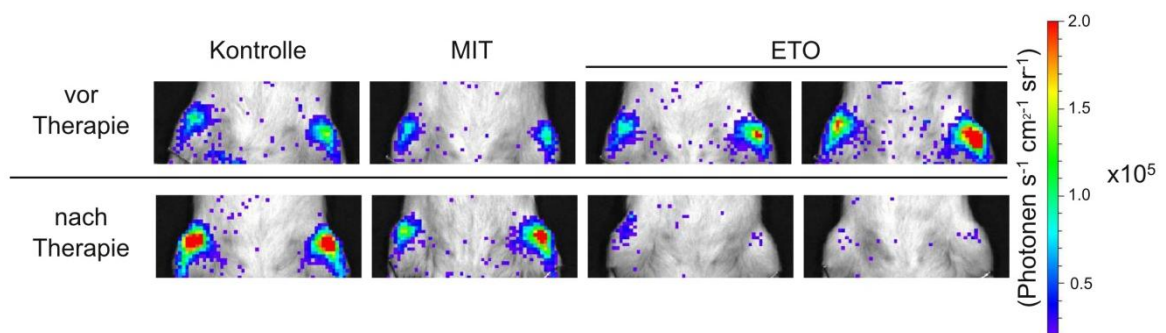 Kontrolle MIT ETO
vor
Therapie
nach
Therapie
2.0
1.5
1.0
0.5
(Photonen s⁻¹ cm²⁻¹ sr⁻¹)
x10⁵